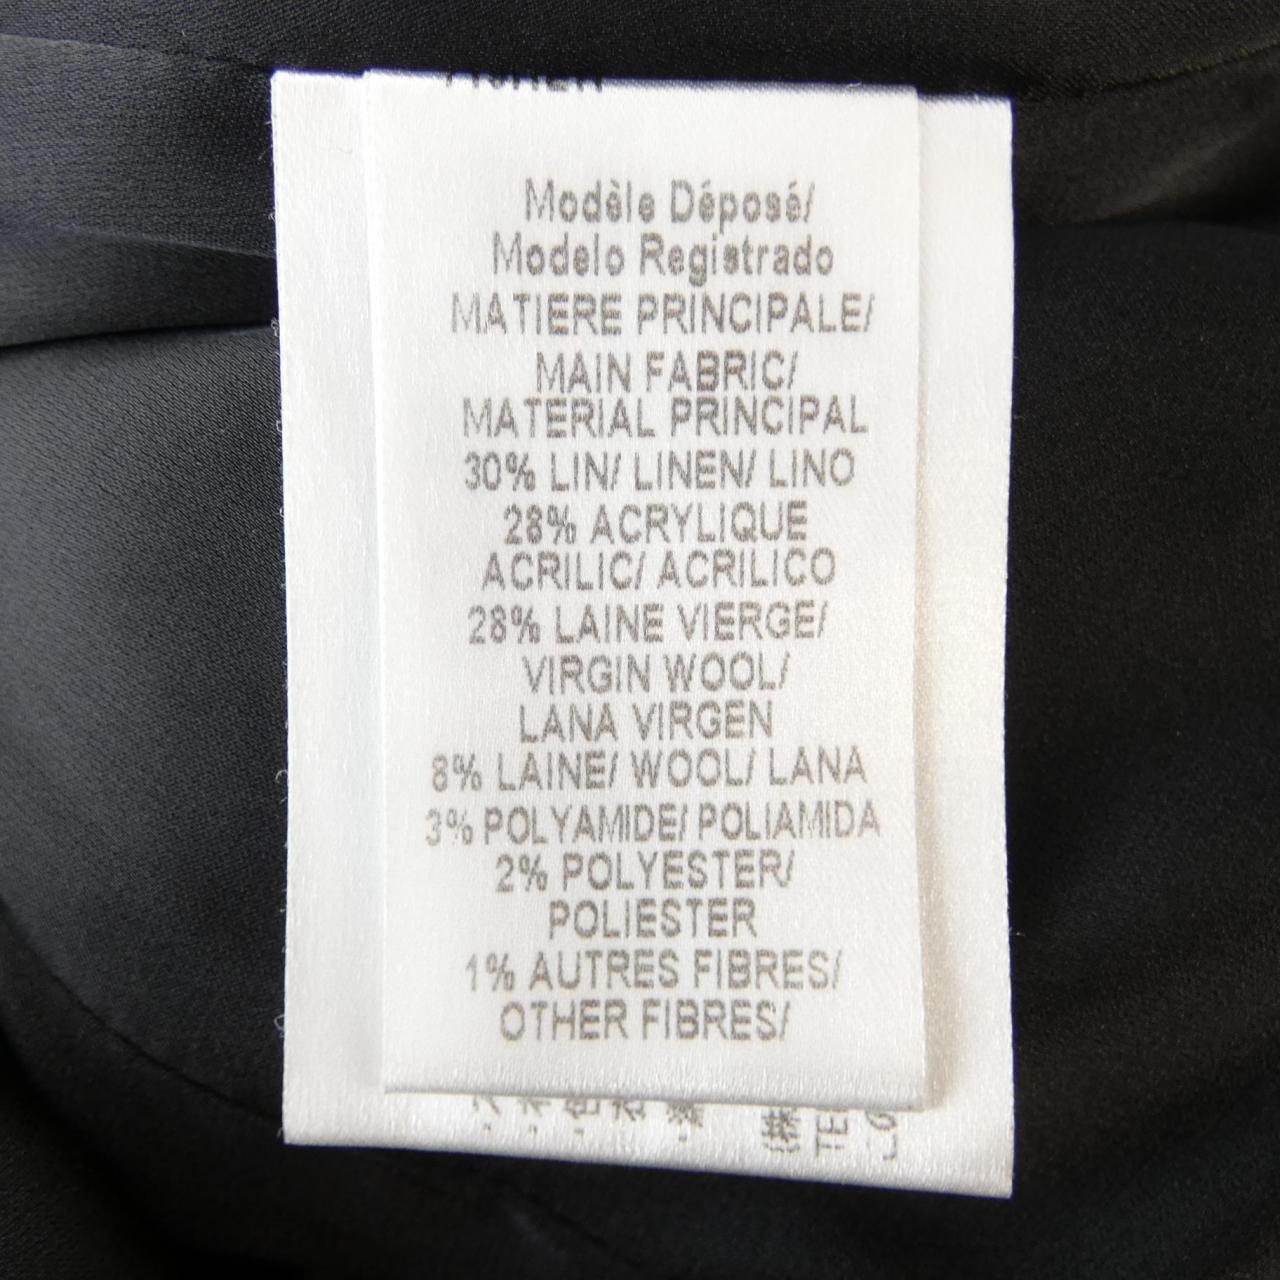 Modèle Déposé/
Modelo Registrado
MATIERE PRINCIPALE/
MAIN FABRIC/
MATERIAL PRINCIPAL
30% LIN/ LINEN/ LINO
28% ACRYLIQUE
ACRILIC/ ACRILICO
28% LAINE VIERGE/
VIRGIN WOOL/
LANA VIRGEN
8% LAINE/ WOOL/ LANA
3% POLYAMIDE/ POLIAMIDA
2% POLYESTER/
POLIESTER
1% AUTRES FIBRES/
OTHER FIBRES/